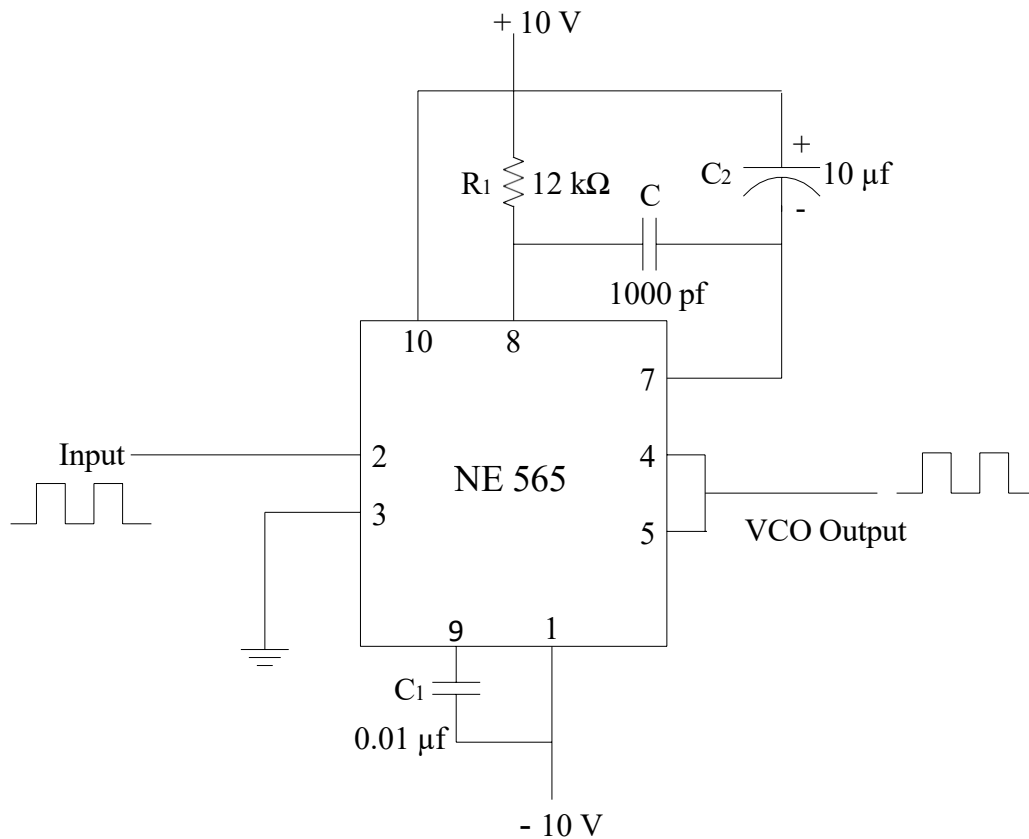 + 10 V
R1
12 kΩ
C
1000 pf
C2
+
10 µf
-
10
8
7
Input
2
3
NE 565
4
5
VCO Output
9
1
C1
0.01 µf
- 10 V